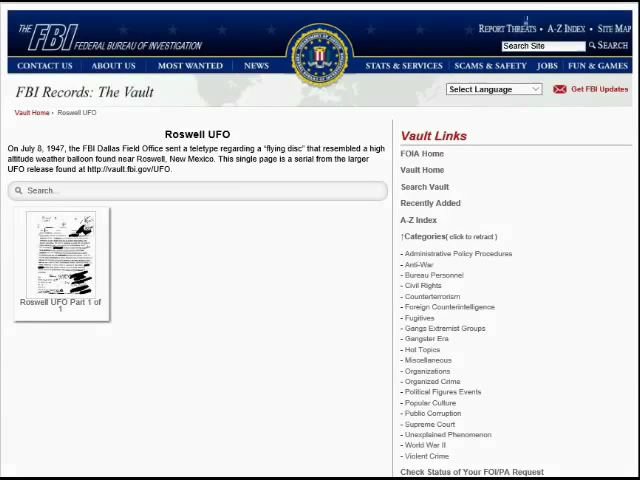 REPORT THREATS • A-Z INDEX • SITE MAP
THE FBI FEDERAL BUREAU OF INVESTIGATION
Search Site SEARCH
CONTACT US ABOUT US MOST WANTED NEWS STATS & SERVICES SCAMS & SAFETY JOBS FUN & GAMES
FBI Records: The Vault
Select Language Get FBI Updates
Vault Home • Roswell UFO
Roswell UFO
On July 8, 1947, the FBI Dallas Field Office sent a teletype regarding a "flying disc" that resembled a high
altitude weather balloon found near Roswell, New Mexico. This single page is a serial from the larger
UFO release found at http://vault.fbi.gov/UFO.
Search...
Roswell UFO Part 1 of
1
Vault Links
FOIA Home
Vault Home
Search Vault
Recently Added
A-Z Index
↑Categories( click to retract )
- Administrative Policy Procedures
- Anti-War
- Bureau Personnel
- Civil Rights
- Counterterrorism
- Foreign Counterintelligence
- Fugitives
- Gangs Extremist Groups
- Gangster Era
- Hot Topics
- Miscellaneous
- Organizations
- Organized Crime
- Political Figures Events
- Popular Culture
- Public Corruption
- Supreme Court
- Unexplained Phenomenon
- World War II
- Violent Crime
Check Status of Your FOI/PA Request